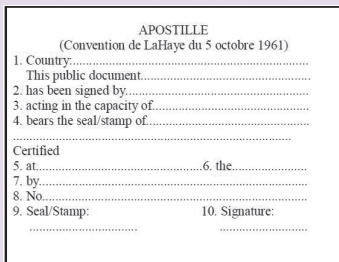 APOSTILLE
(Convention de LaHaye du 5 octobre 1961)
1. Country:..............................................................
This public document.............................................
2. has been signed by................................................
3. acting in the capacity of.........................................
4. bears the seal/stamp of...........................................
..........................................................................
Certified
5. at............................................6. the....................
7. by.......................................................................
8. No......................................................................
9. Seal/Stamp: 10. Signature:
............................. ........................